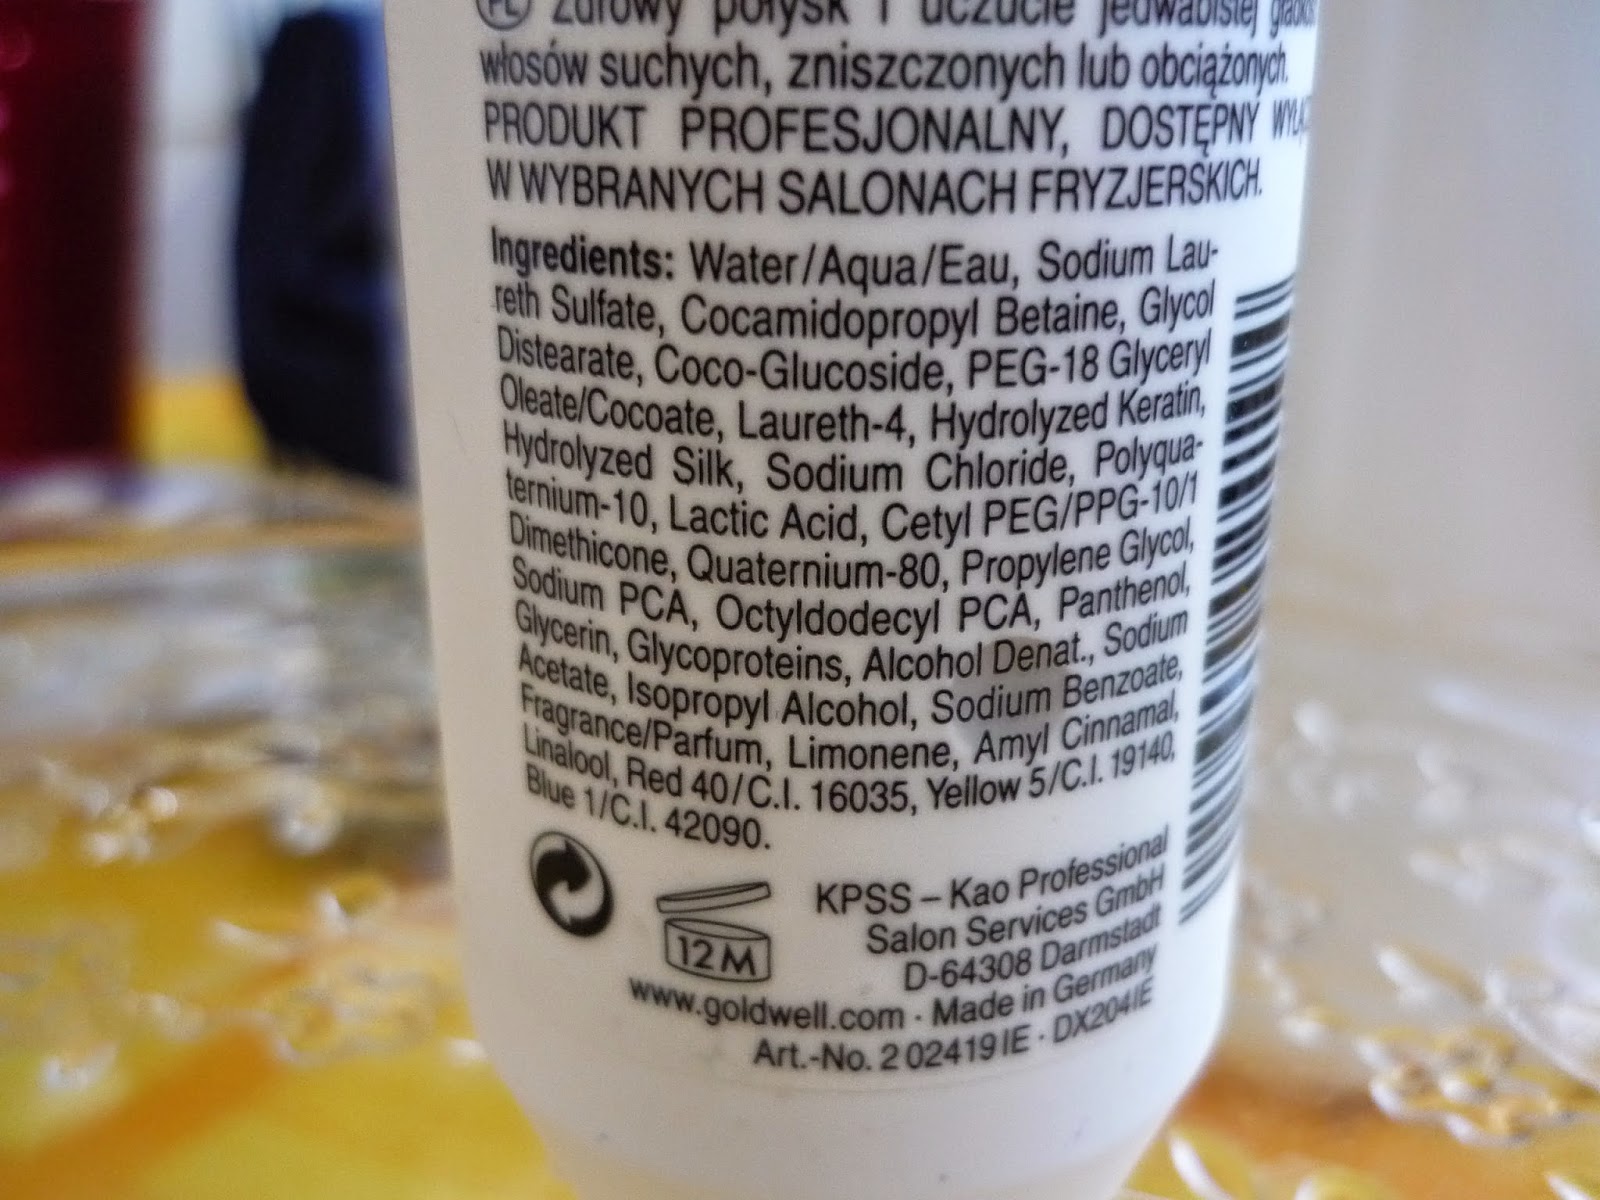 PL Zdrowy połysk i uczucie jedwabistej
włosów suchych, zniszczonych lub obciążonych.
PRODUKT PROFESJONALNY, DOSTĘPNY
W WYBRANYCH SALONACH FRYZJERSKICH.
Ingredients: Water/Aqua/Eau, Sodium Lau-
reth Sulfate, Cocamidopropyl Betaine, Glycol
Distearate, Coco-Glucoside, PEG-18 Glyceryl
Oleate/Cocoate, Laureth-4, Hydrolyzed Keratin,
Hydrolyzed Silk, Sodium Chloride, Polyqua-
ternium-10, Lactic Acid, Cetyl PEG/PPG-10/1
Dimethicone, Quaternium-80, Propylene Glycol,
Sodium PCA, Octyldodecyl PCA, Panthenol,
Glycerin, Glycoproteins, Alcohol Denat., Sodium
Acetate, Isopropyl Alcohol, Sodium Benzoate,
Fragrance/Parfum, Limonene, Amyl Cinnamal,
Linalool, Red 40/C.I. 16035, Yellow 5/C.I. 19140,
Blue 1/C.I. 42090.
12M
KPSS – Kao Professional
Salon Services GmbH
D-64308 Darmstadt
www.goldwell.com · Made in Germany
Art.-No. 2 02419 IE · DX204IE